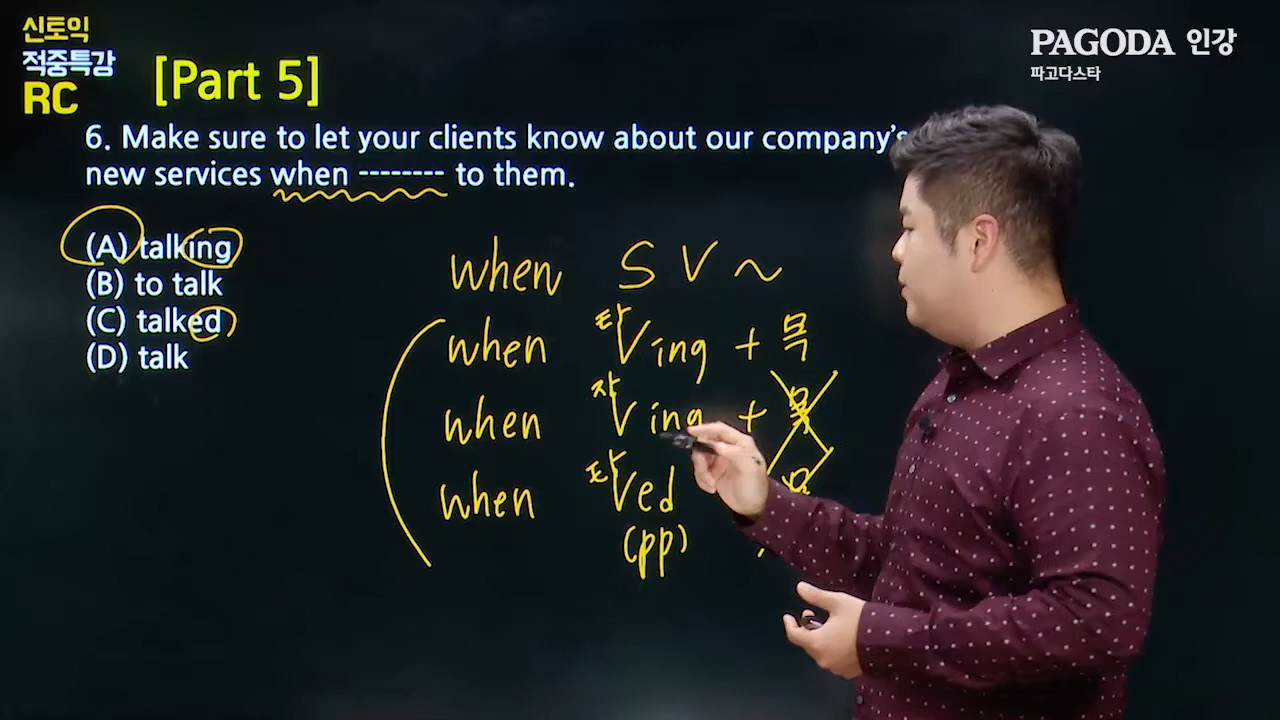 신토익
적중특강
RC
[Part 5]
PAGODA 인강
파고다스타
6. Make sure to let your clients know about our company's
new services when -------- to them.
(A) talking
(B) to talk
(C) talked
(D) talk
when S V ~
when 타 Ving + 목
when 자 Ving + 목
when 타 Ved
(pp)